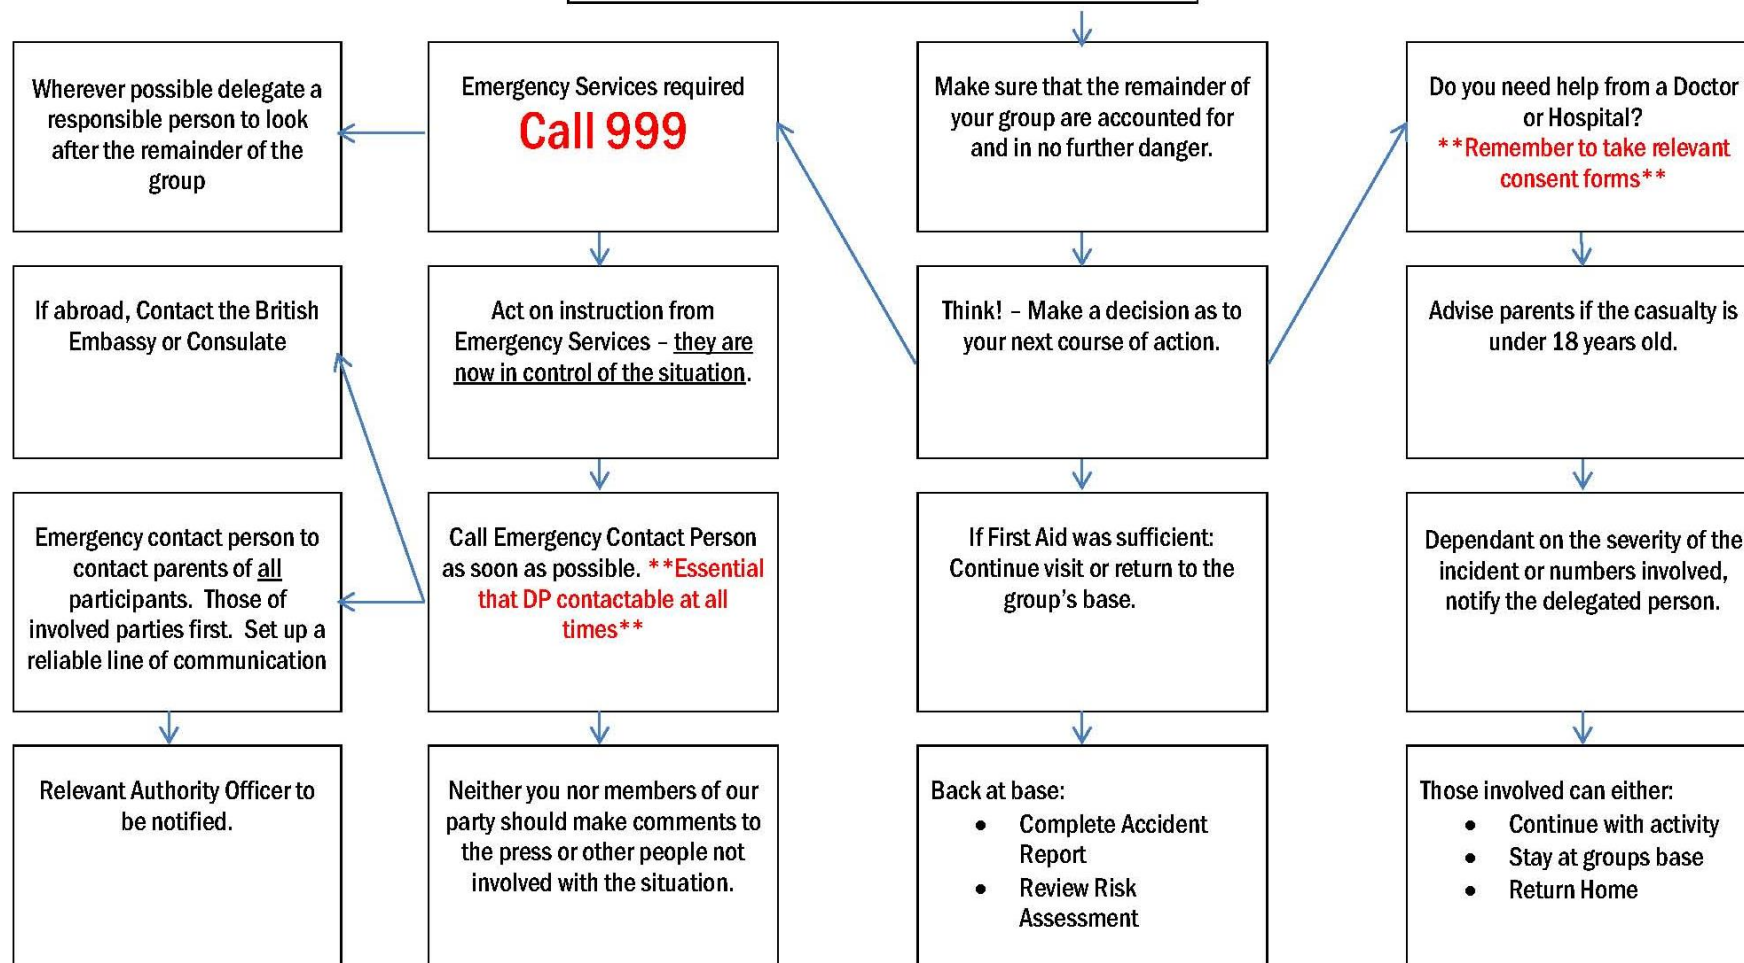 Wherever possible delegate a
responsible person to look
after the remainder of the
group
Emergency Services required
Call 999
Make sure that the remainder of
your group are accounted for
and in no further danger.
Do you need help from a Doctor
or Hospital?
**Remember to take relevant
consent forms**
If abroad, Contact the British
Embassy or Consulate
Act on instruction from
Emergency Services – they are
now in control of the situation.
Think! – Make a decision as to
your next course of action.
Advise parents if the casualty is
under 18 years old.
Emergency contact person to
contact parents of all
participants. Those of
involved parties first. Set up a
reliable line of communication
Call Emergency Contact Person
as soon as possible. **Essential
that DP contactable at all
times**
If First Aid was sufficient:
Continue visit or return to the
group's base.
Dependant on the severity of the
incident or numbers involved,
notify the delegated person.
Relevant Authority Officer to
be notified.
Neither you nor members of our
party should make comments to
the press or other people not
involved with the situation.
Back at base:
• Complete Accident
Report
• Review Risk
Assessment
Those involved can either:
• Continue with activity
• Stay at groups base
• Return Home